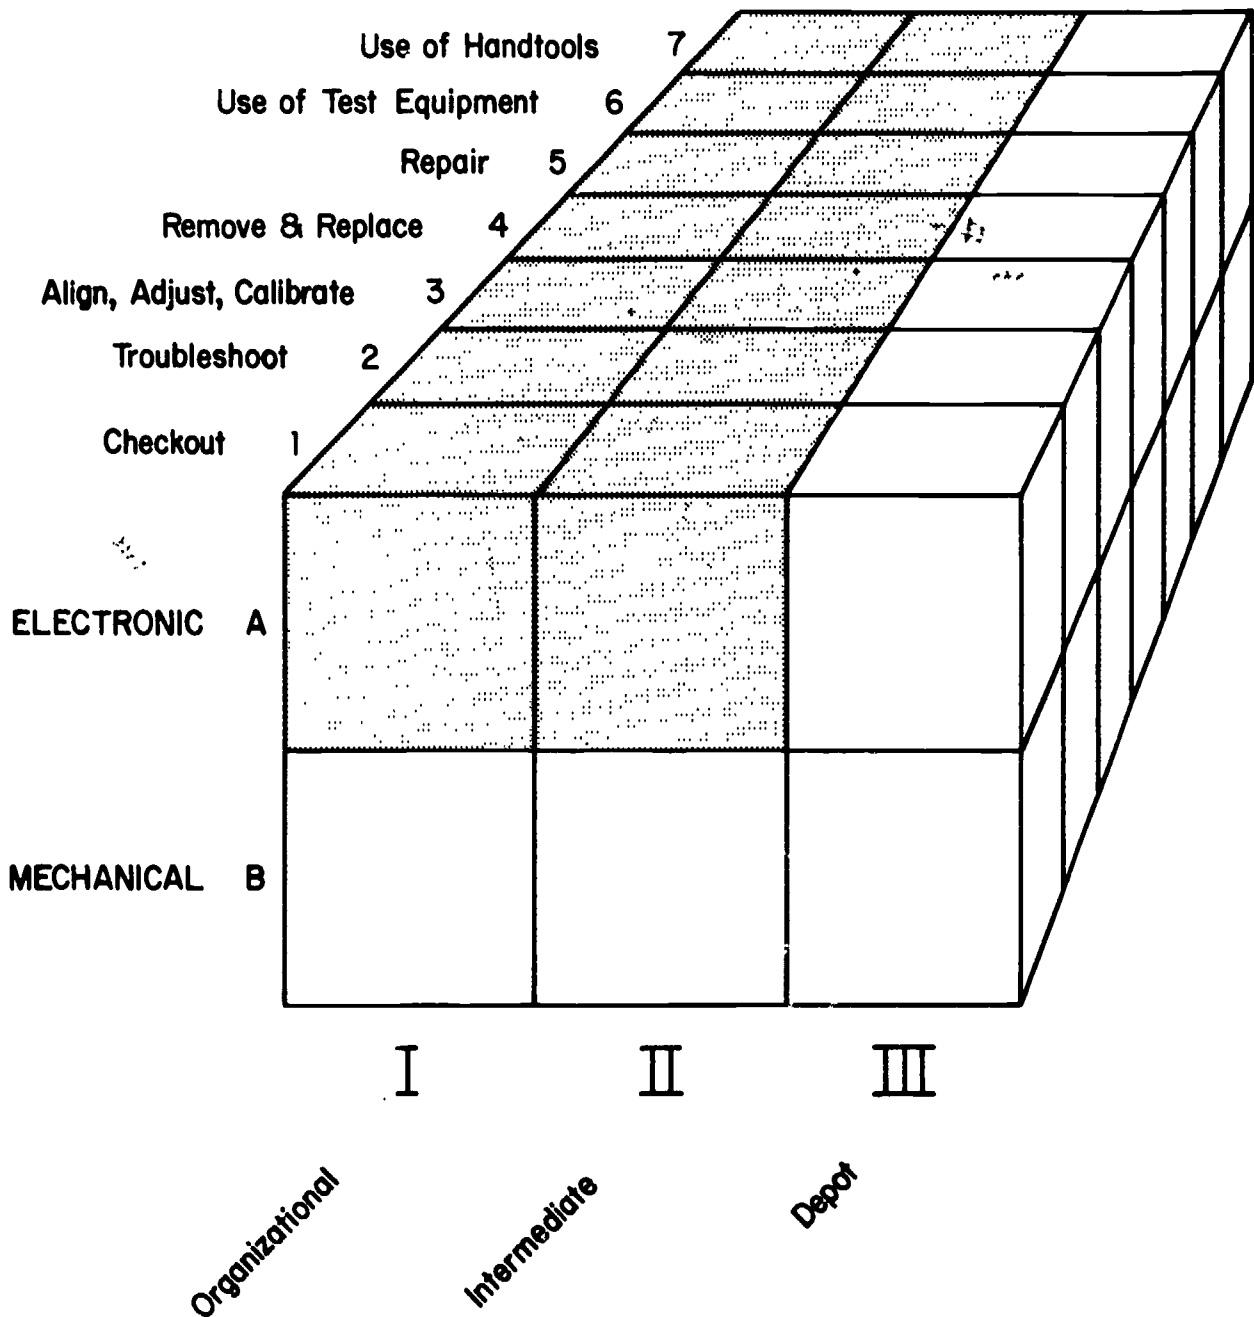 Use of Handtools 7
Use of Test Equipment 6
Repair 5
Remove & Replace 4
Align, Adjust, Calibrate 3
Troubleshoot 2
Checkout 1
ELECTRONIC A
MECHANICAL B
I II III
Organizational Intermediate Depot